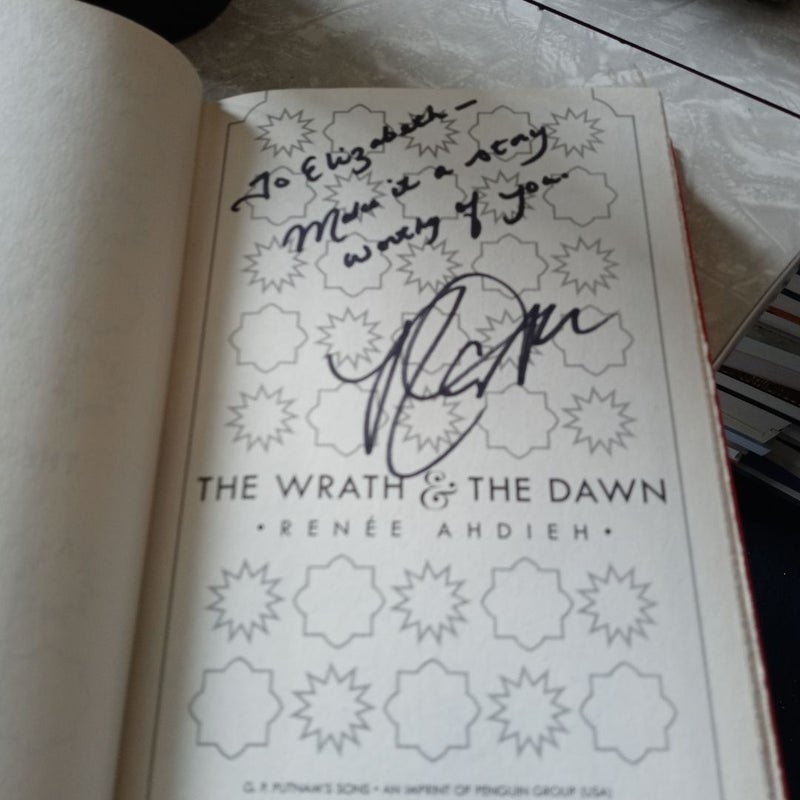 To Elizabeth —
Make it a story
worthy of you.
THE WRATH & THE DAWN
• RENÉE AHDIEH •
G. P. PUTNAM'S SONS • AN IMPRINT OF PENGUIN GROUP (USA)